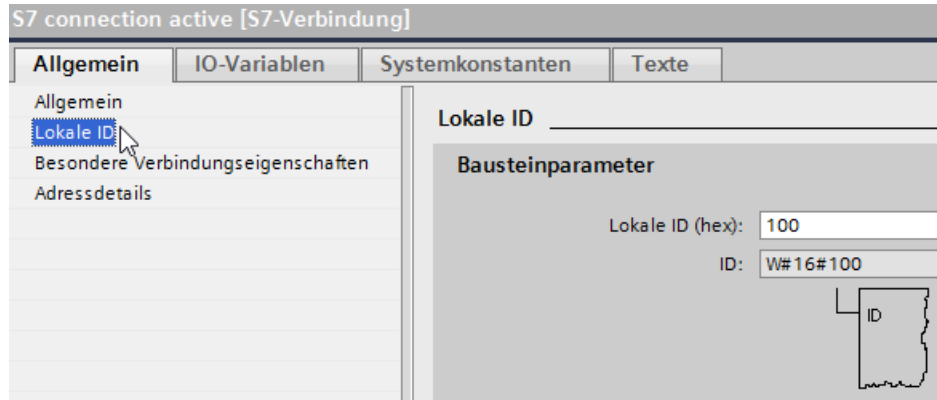 S7 connection active [S7-Verbindung]
Allgemein IO-Variablen Systemkonstanten Texte
Allgemein
Lokale ID
Besondere Verbindungseigenschaften
Adressdetails
Lokale ID
Bausteinparameter
Lokale ID (hex): 100
ID: W#16#100
ID